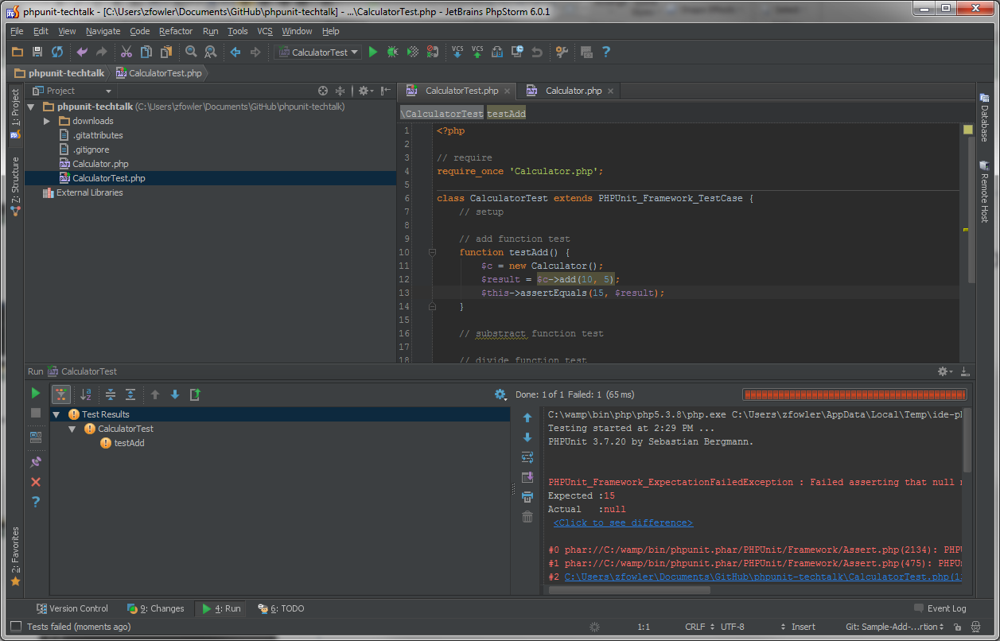 phpunit-techtalk - [C:\Users\zfowler\Documents\GitHub\phpunit-techtalk] - ...\CalculatorTest.php - JetBrains PhpStorm 6.0.1
File Edit View Navigate Code Refactor Run Tools VCS Window Help
CalculatorTest VCS VCS
phpunit-techtalk CalculatorTest.php
1: Project
Z: Structure
2: Favorites
Project
phpunit-techtalk (C:\Users\zfowler\Documents\GitHub\phpunit-techtalk)
downloads
.gitattributes
.gitignore
Calculator.php
CalculatorTest.php
External Libraries
CalculatorTest.php Calculator.php
\CalculatorTest testAdd
1 <?php
2
3 // require
4 require_once 'Calculator.php';
5
6 class CalculatorTest extends PHPUnit_Framework_TestCase {
7 // setup
8
9 // add function test
10 function testAdd() {
11 $c = new Calculator();
12 $result = $c->add(10, 5);
13 $this->assertEquals(15, $result);
14 }
15
16 // substract function test
17
18 // divide function test
Database
Remote Host
Run CalculatorTest
Done: 1 of 1 Failed: 1 (65 ms)
Test Results
CalculatorTest
testAdd
C:\wamp\bin\php\php5.3.8\php.exe C:\Users\zfowler\AppData\Local\Temp\ide-ph
Testing started at 2:29 PM ...
PHPUnit 3.7.20 by Sebastian Bergmann.
PHPUnit_Framework_ExpectationFailedException : Failed asserting that null
Expected :15
Actual :null
<Click to see difference>
#0 phar://C:/wamp/bin/phpunit.phar/PHPUnit/Framework/Assert.php(2134): PHPU
#1 phar://C:/wamp/bin/phpunit.phar/PHPUnit/Framework/Assert.php(475): PHPUn
#2 C:\Users\zfowler\Documents\GitHub\phpunit-techtalk\CalculatorTest.php(1
Version Control 9: Changes 4: Run 6: TODO Event Log
Tests failed (moments ago) 1:1 CRLF UTF-8 Insert Git: Sample-Add-...rtion